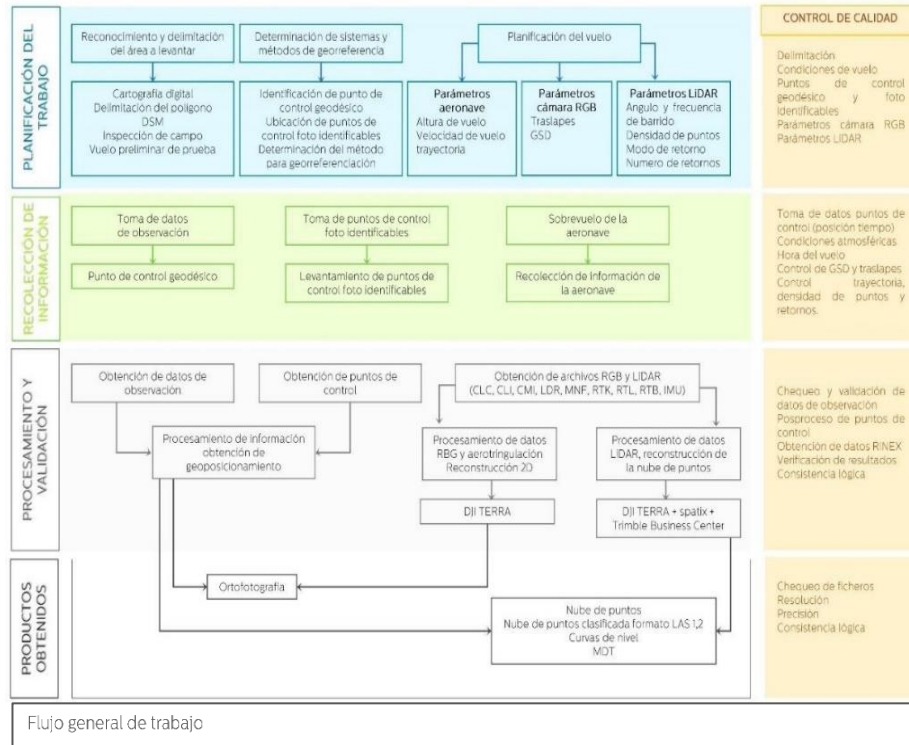 PLANIFICACIÓN DEL
TRABAJO
Reconocimiento y delimitación
del área a levantar
Determinación de sistemas y
métodos de georreferencia
Planificación del vuelo
Cartografía digital
Delimitación del polígono
DSM
Inspección de campo
Vuelo preliminar de prueba
Identificación de punto de
control geodésico
Ubicación de puntos de
control foto identificables
Determinación del método
para georreferenciación
Parámetros
aeronave
Altura de vuelo
Velocidad de vuelo
trayectoria
Parámetros
cámara RGB
Traslapes
GSD
Parámetros LiDAR
Angulo y frecuencia
de barrido
Densidad de puntos
Modo de retorno
Numero de retornos
CONTROL DE CALIDAD
Delimitación
Condiciones de vuelo
Puntos de control
geodésico y foto
identificables
Parámetros cámara RGB
Parámetros LIDAR
RECOLECCIÓN DE
INFORMACIÓN
Toma de datos
de observación
Toma de puntos de control
foto identificables
Sobrevuelo de la
aeronave
Punto de control geodésico
Levantamiento de puntos de
control foto identificables
Recolección de información de
la aeronave
Toma de datos puntos de
control (posición tiempo)
Condiciones atmosféricas
Hora del vuelo
Control de GSD y traslapes
Control trayectoria,
densidad de puntos y
retornos.
PROCESAMIENTO Y
VALIDACIÓN
Obtención de datos de
observación
Obtención de puntos de
control
Obtención de archivos RGB y LIDAR
(CLC, CLI, CMI, LDR, MNF, RTK, RTL, RTB, IMU)
Procesamiento de información
obtención de
geoposicionamiento
Procesamiento de datos
RBG y aerotringulación
Reconstrucción 2D
Procesamiento de datos
LiDAR, reconstrucción de
la nube de puntos
DJI TERRA
DJI TERRA + spatix +
Trimble Business Center
Chequeo y validación de
datos de observación
Posproceso de puntos de
control
Obtención de datos RINEX
Verificación de resultados
Consistencia lógica
PRODUCTOS
OBTENIDOS
Ortofotografía
Nube de puntos
Nube de puntos clasificada formato LAS 1,2
Curvas de nivel
MDT
Chequeo de ficheros
Resolución
Precisión
Consistencia lógica
Flujo general de trabajo